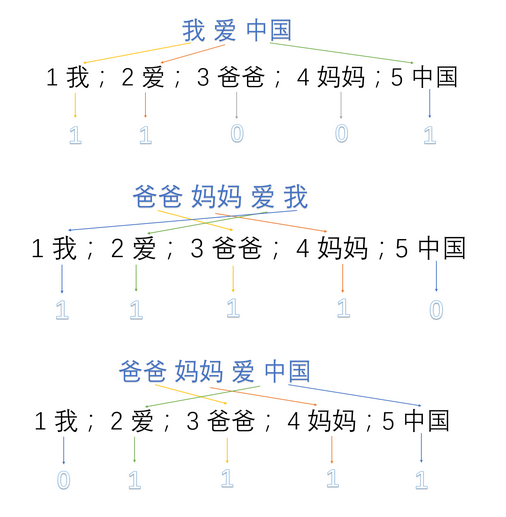 我 爱 中国
1 我 ; 2 爱 ; 3 爸爸 ; 4 妈妈 ; 5 中国
1 1 0 0 1
爸爸 妈妈 爱 我
1 我 ; 2 爱 ; 3 爸爸 ; 4 妈妈 ; 5 中国
1 1 1 1 0
爸爸 妈妈 爱 中国
1 我 ; 2 爱 ; 3 爸爸 ; 4 妈妈 ; 5 中国
0 1 1 1 1